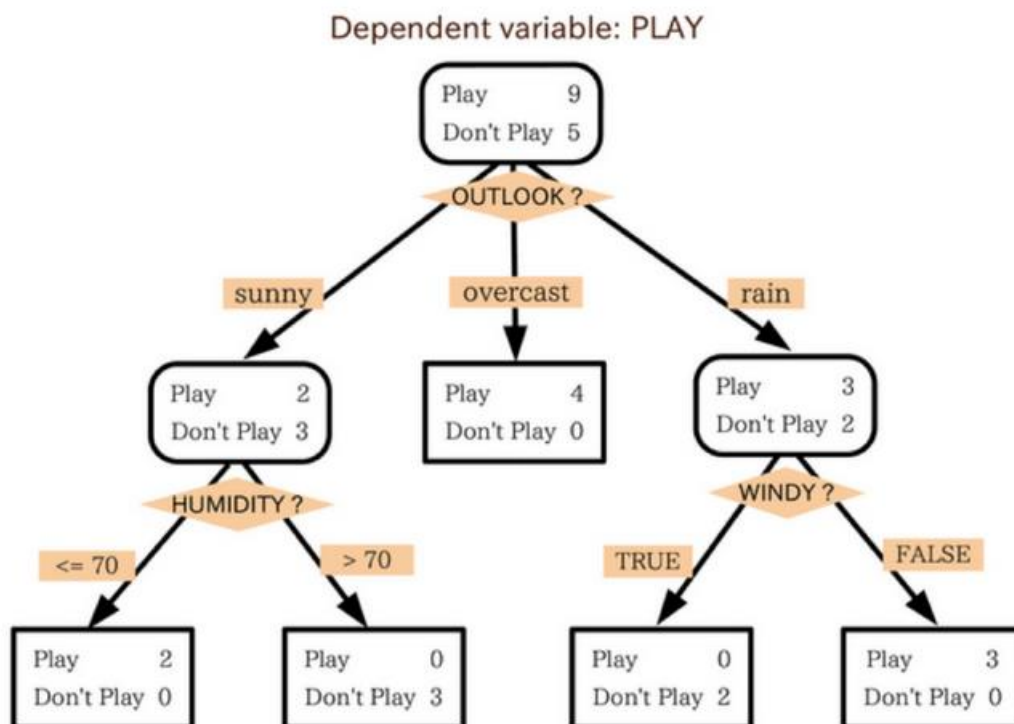 Dependent variable: PLAY
Play 9
Don't Play 5
OUTLOOK ?
sunny
overcast
rain
Play 2
Don't Play 3
Play 4
Don't Play 0
Play 3
Don't Play 2
HUMIDITY ?
WINDY ?
<= 70
> 70
TRUE
FALSE
Play 2
Don't Play 0
Play 0
Don't Play 3
Play 0
Don't Play 2
Play 3
Don't Play 0